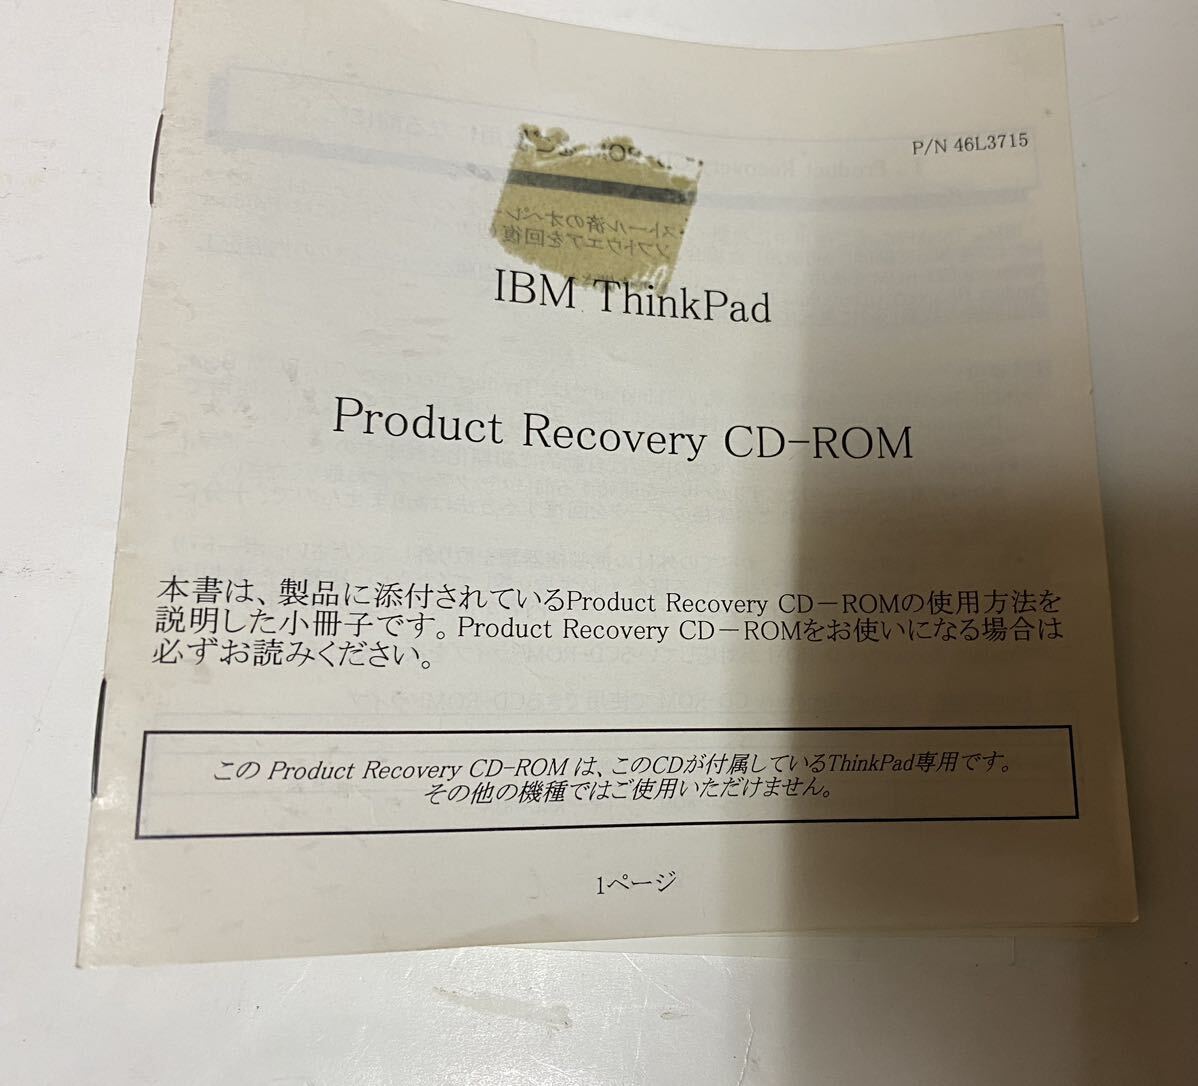 P/N 46L3715
IBM ThinkPad
Product Recovery CD-ROM
本書は、製品に添付されているProduct Recovery CD－ROMの使用方法を
説明した小冊子です。Product Recovery CD－ROMをお使いになる場合は
必ずお読みください。
この Product Recovery CD-ROM は、このCDが付属しているThinkPad専用です。
その他の機種ではご使用いただけません。
1ページ